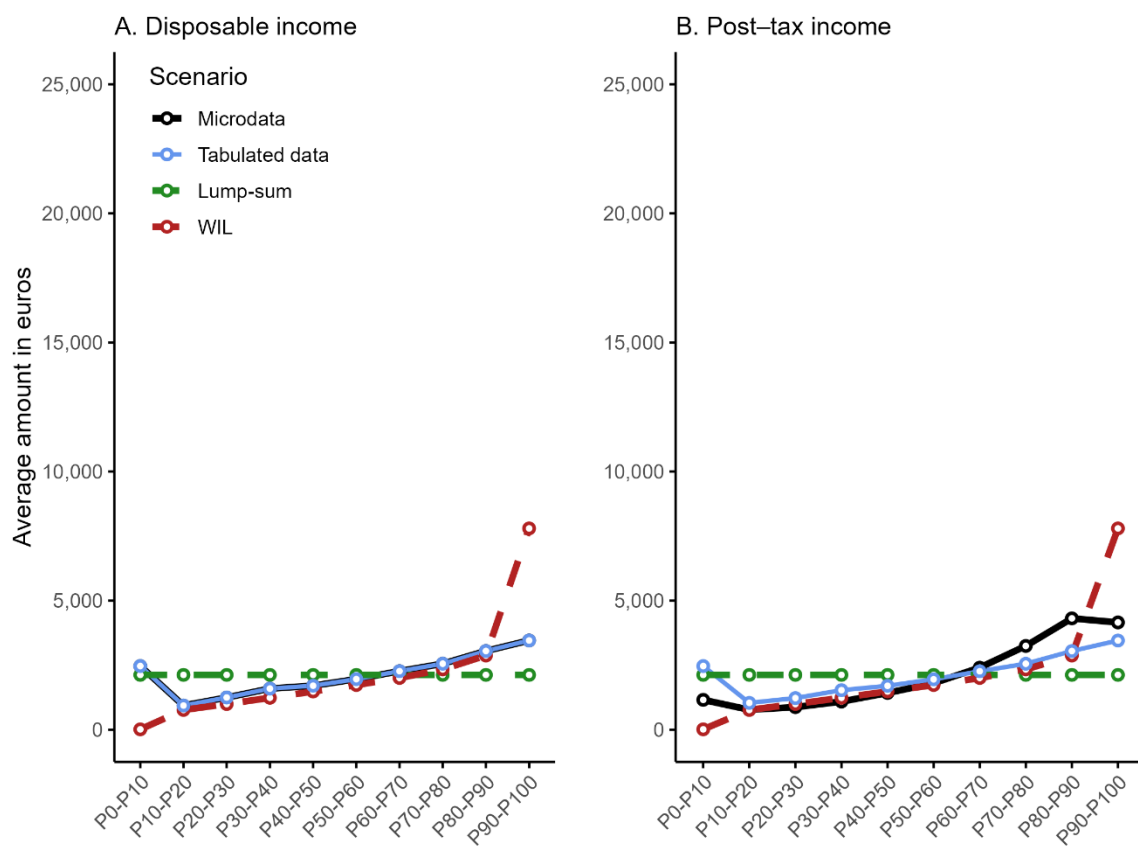 A. Disposable income
B. Post–tax income
Average amount in euros
25,000
20,000
15,000
10,000
5,000
0
Scenario
Microdata
Tabulated data
Lump-sum
WIL
P0-P10
P10-P20
P20-P30
P30-P40
P40-P50
P50-P60
P60-P70
P70-P80
P80-P90
P90-P100
25,000
20,000
15,000
10,000
5,000
0
P0-P10
P10-P20
P20-P30
P30-P40
P40-P50
P50-P60
P60-P70
P70-P80
P80-P90
P90-P100